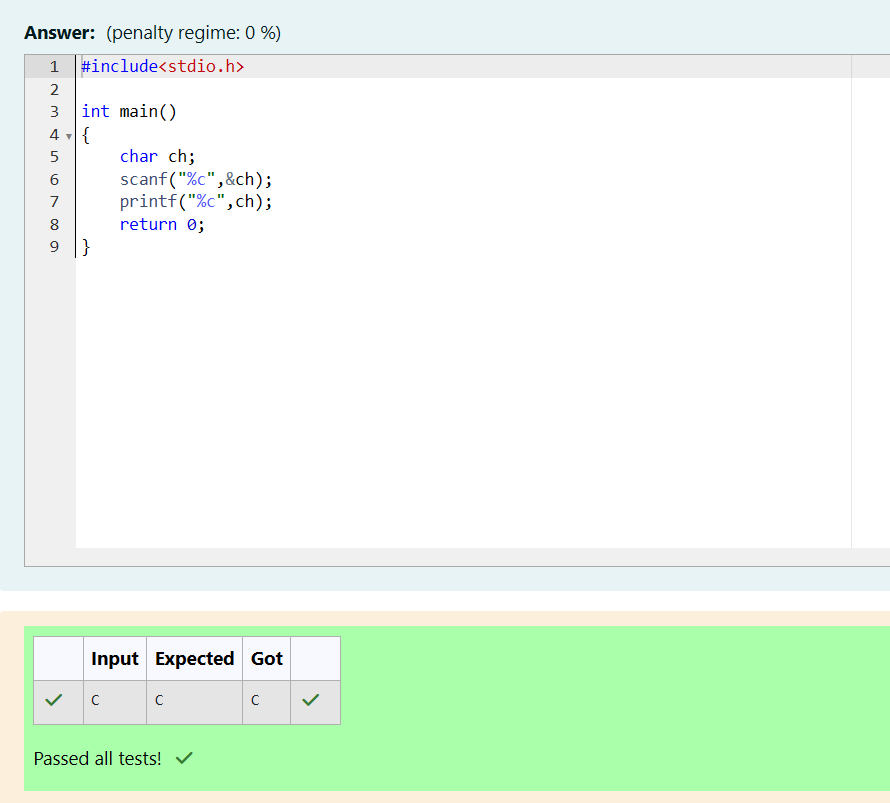 Answer: (penalty regime: 0 %)
1 #include<stdio.h>
2
3 int main()
4 {
5     char ch;
6     scanf("%c",&ch);
7     printf("%c",ch);
8     return 0;
9 }
Input Expected Got
C C C
Passed all tests!